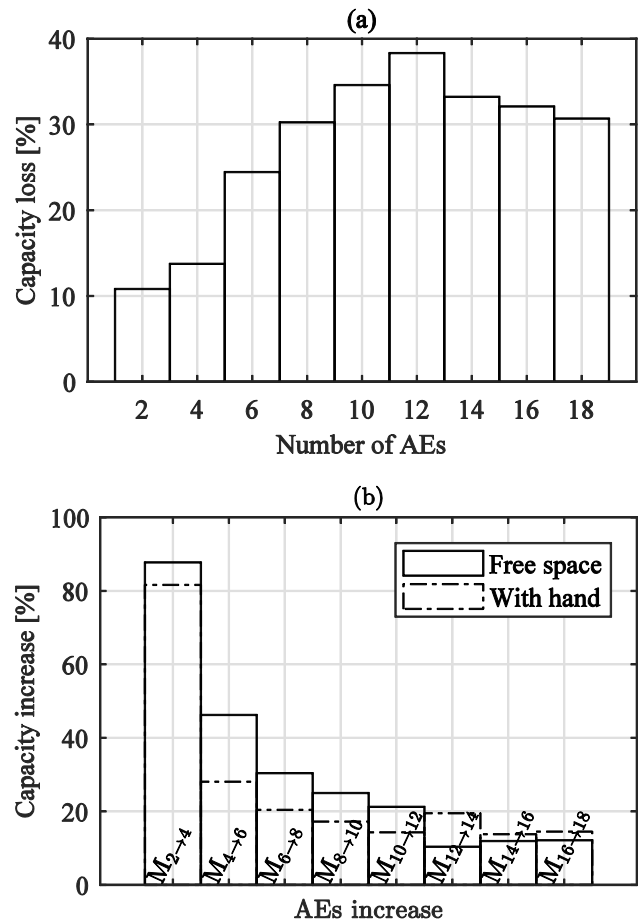 (a)
Capacity loss [%]
40
30
20
10
0
2 4 6 8 10 12 14 16 18
Number of AEs
(b)
Capacity increase [%]
100
80
60
40
20
0
Free space
With hand
M2→4 M4→6 M6→8 M8→10 M10→12 M12→14 M14→16 M16→18
AEs increase